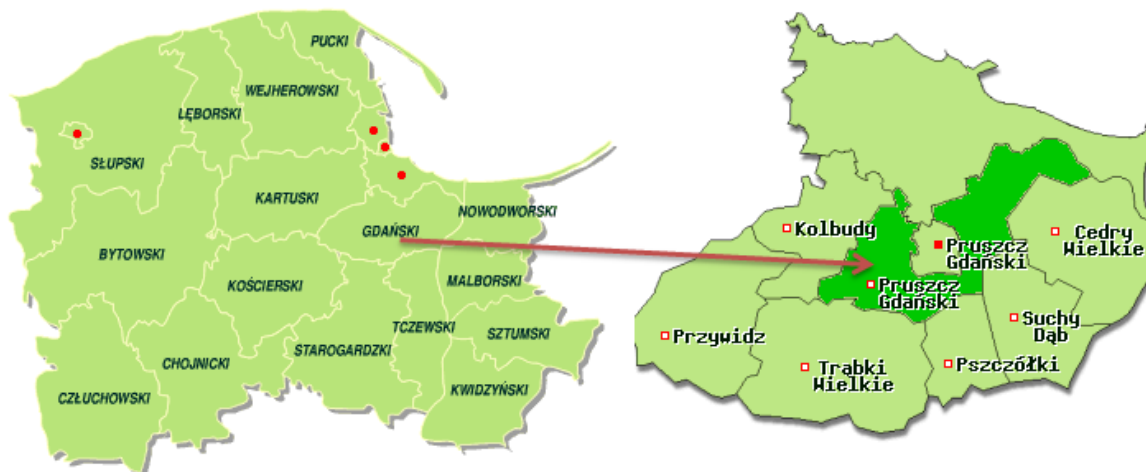 PUCKI
WEJHEROWSKI
LĘBORSKI
SŁUPSKI
KARTUSKI
NOWODWORSKI
GDAŃSKI
BYTOWSKI
KOŚCIERSKI
MALBORSKI
TCZEWSKI
SZTUMSKI
STAROGARDZKI
CHOJNICKI
KWIDZYŃSKI
CZŁUCHOWSKI
Kolbudy
Pruszcz
Gdański
Cedry
Wielkie
Pruszcz
Gdański
Suchy
Dąb
Przywidz
Trąbki
Wielkie
Pszczółki